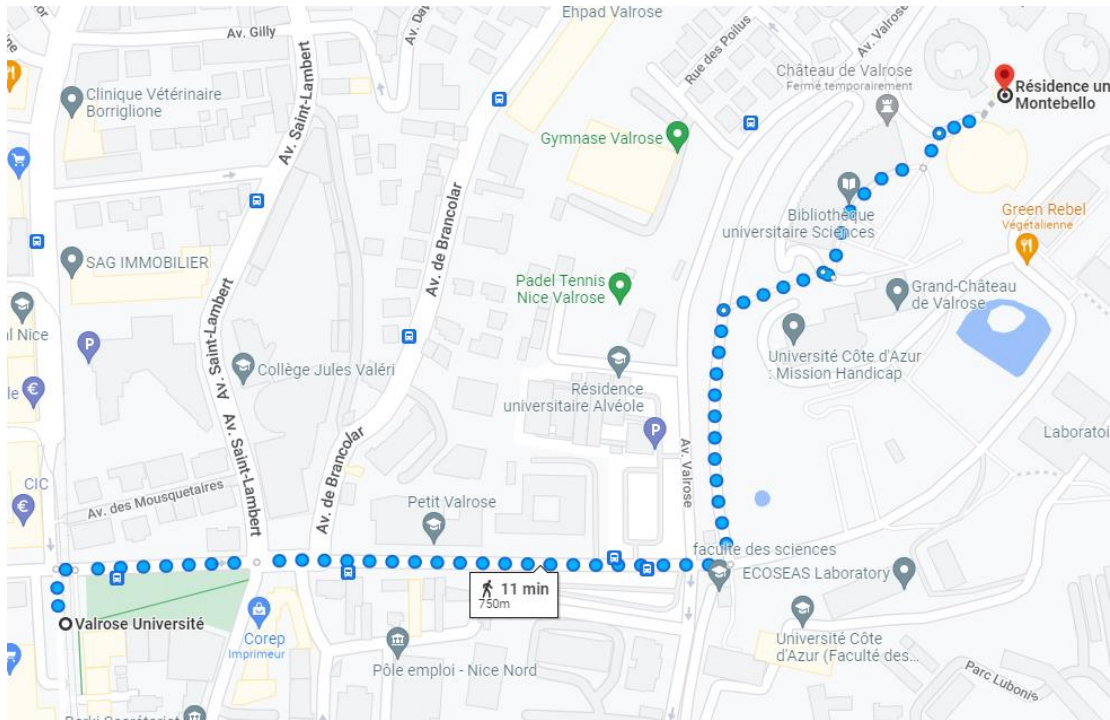 Ehpad Valrose
Av. Gilly
Rue des Poilus
Av. Valrose
Château de Valrose
Fermé temporairement
Résidence un
Montebello
Clinique Vétérinaire
Borriglione
Av. Saint-Lambert
Gymnase Valrose
Av. de Brancolar
Bibliothèque
universitaire Sciences
Green Rebel
Végétalienne
SAG IMMOBILIER
Padel Tennis
Nice Valrose
Grand-Château
de Valrose
Av. Saint-Lambert
al Nice
P
Collège Jules Valéri
Université Côte d'Azur
: Mission Handicap
Résidence
universitaire Alvéole
Av. Saint-Lambert
P
Laboratoi
Av. de Brancolar
Av. Valrose
CIC
Av. des Mousquetaires
Petit Valrose
faculte des sciences
ECOSEAS Laboratory
11 min
750m
Valrose Université
Corep
Imprimeur
Université Côte
d'Azur (Faculté des...
Pôle emploi - Nice Nord
Parc Lubonis